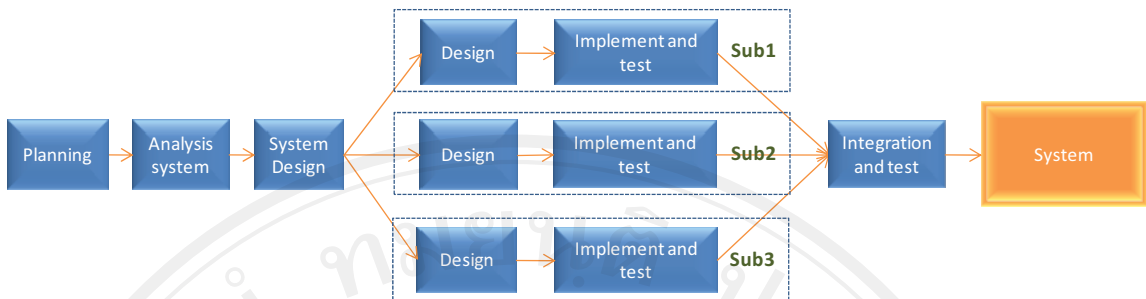 Planning
Analysis
system
System
Design
Design
Implement and
test
Sub1
Design
Implement and
test
Sub2
Design
Implement and
test
Sub3
Integration
and test
System